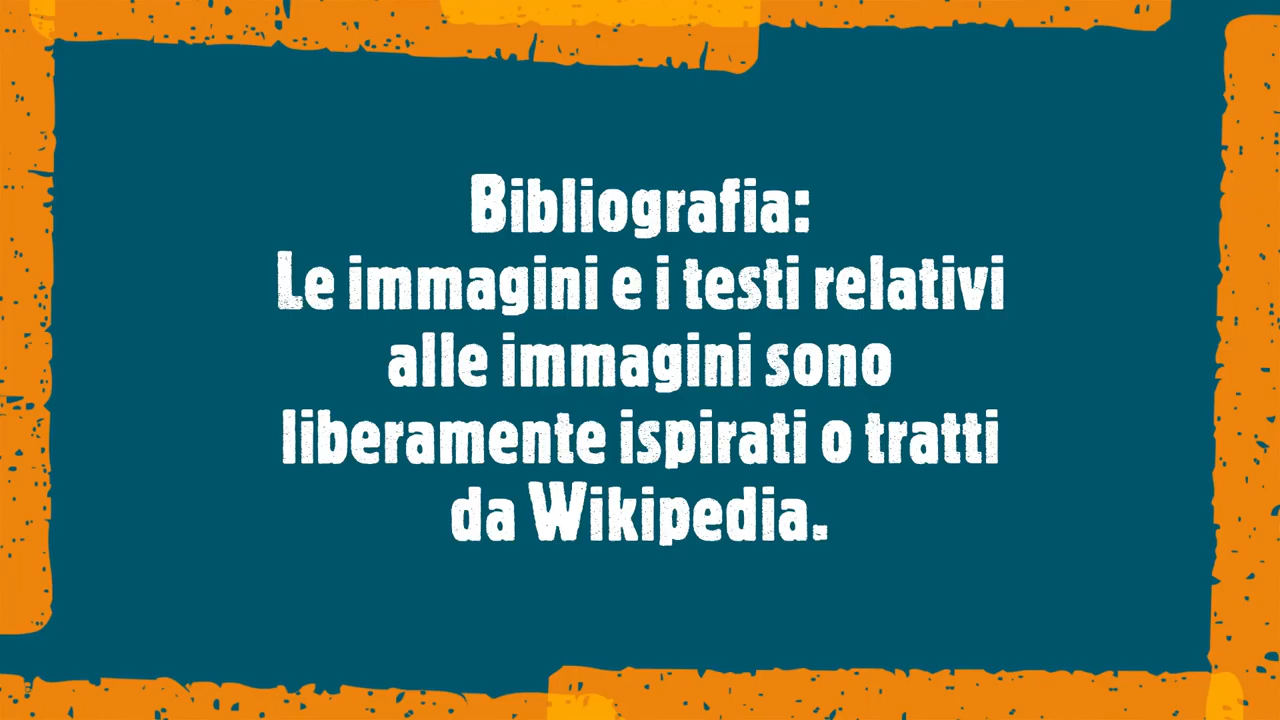 Bibliografia:
Le immagini e i testi relativi
alle immagini sono
liberamente ispirati o tratti
da Wikipedia.